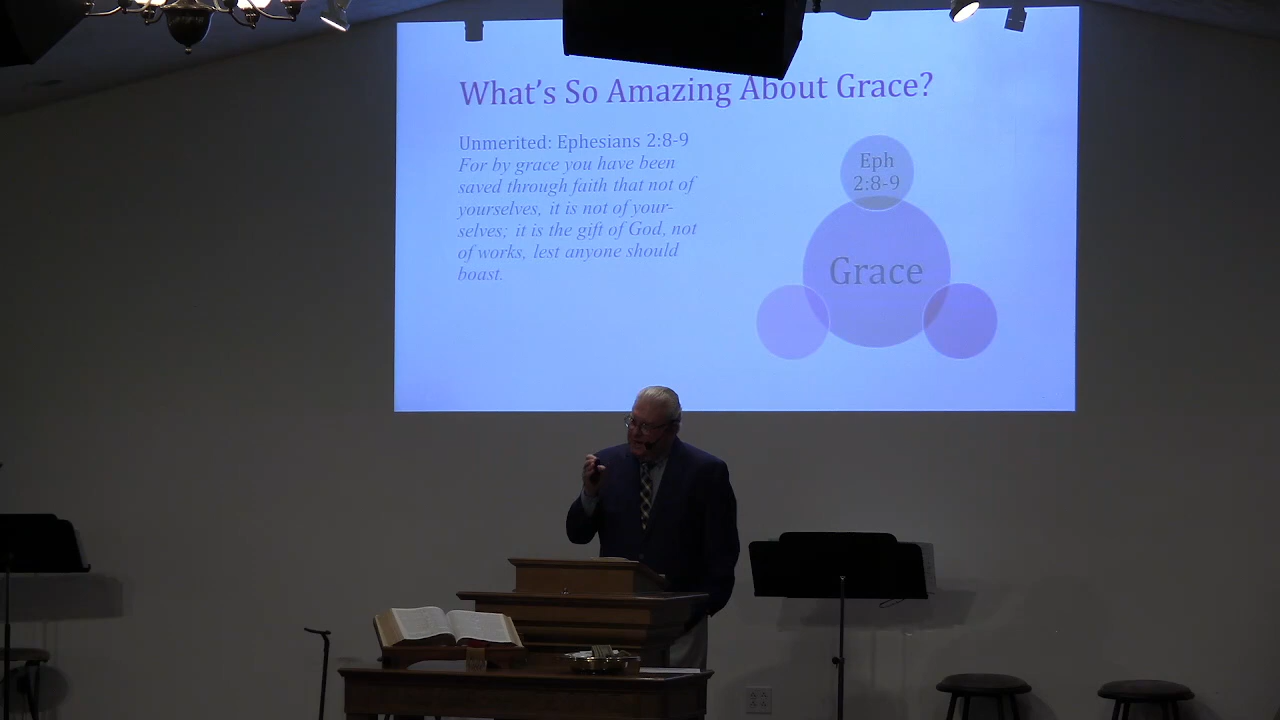 What's So Amazing About Grace?
Unmerited: Ephesians 2:8-9
For by grace you have been
saved through faith that not of
yourselves, it is not of your-
selves; it is the gift of God, not
of works, lest anyone should
boast.
Eph
2:8-9
Grace